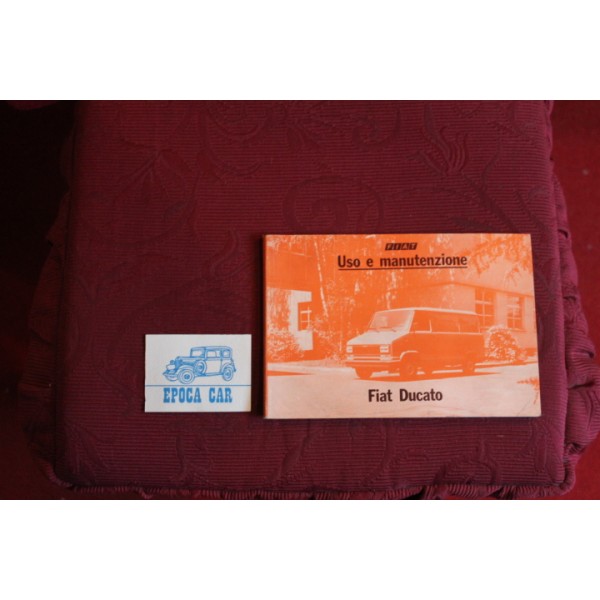 FIAT
Uso e manutenzione
Fiat Ducato
EPOCA CAR